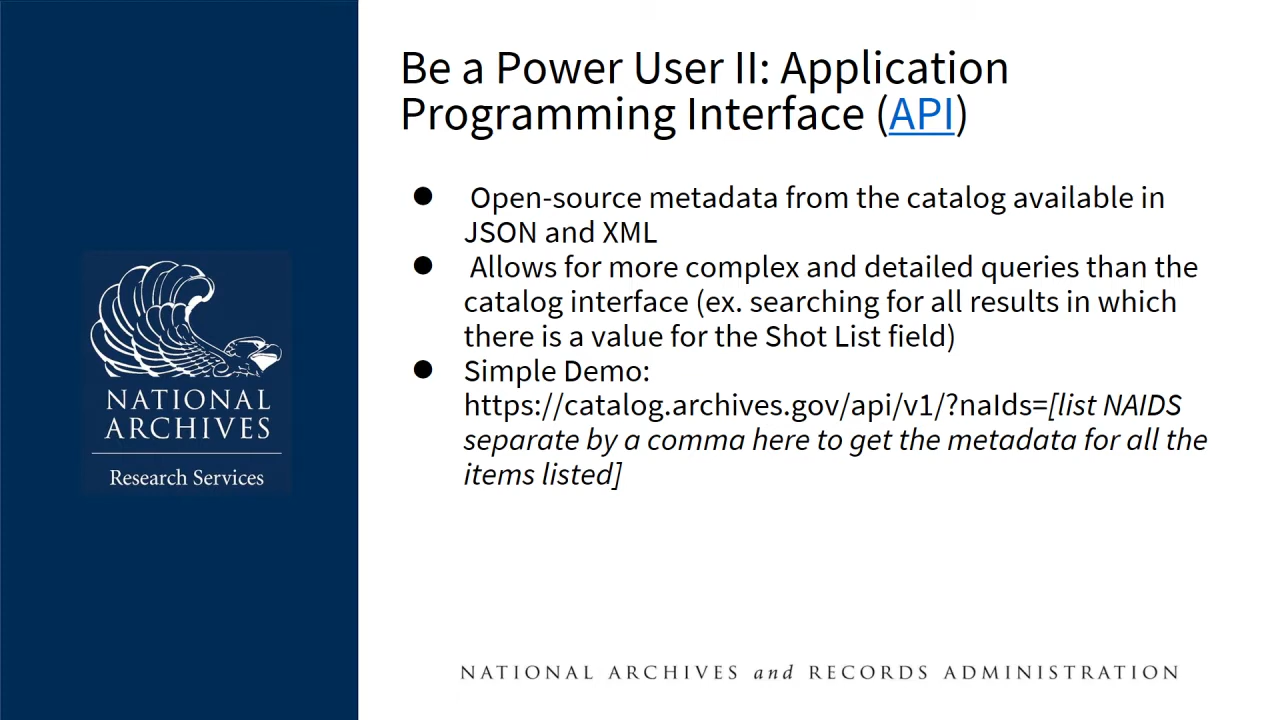 Be a Power User II: Application
Programming Interface (API)
● Open-source metadata from the catalog available in
JSON and XML
● Allows for more complex and detailed queries than the
catalog interface (ex. searching for all results in which
there is a value for the Shot List field)
● Simple Demo:
https://catalog.archives.gov/api/v1/?naIds=[list NAIDS
separate by a comma here to get the metadata for all the
items listed]
NATIONAL
ARCHIVES
Research Services
NATIONAL ARCHIVES and RECORDS ADMINISTRATION